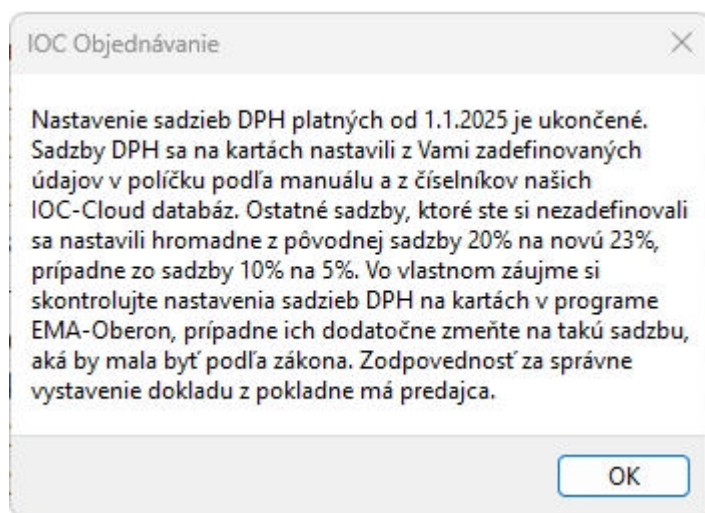 IOC Objednávanie
Nastavenie sadzieb DPH platných od 1.1.2025 je ukončené.
Sadzby DPH sa na kartách nastavili z Vami zadefinovaných
údajov v políčku podľa manuálu a z číselníkov našich
IOC-Cloud databáz. Ostatné sadzby, ktoré ste si nezadefinovali
sa nastavili hromadne z pôvodnej sadzby 20% na novú 23%,
prípadne zo sadzby 10% na 5%. Vo vlastnom záujme si
skontrolujte nastavenia sadzieb DPH na kartách v programe
EMA-Oberon, prípadne ich dodatočne zmeňte na takú sadzbu,
aká by mala byť podľa zákona. Zodpovednosť za správne
vystavenie dokladu z pokladne má predajca.
OK